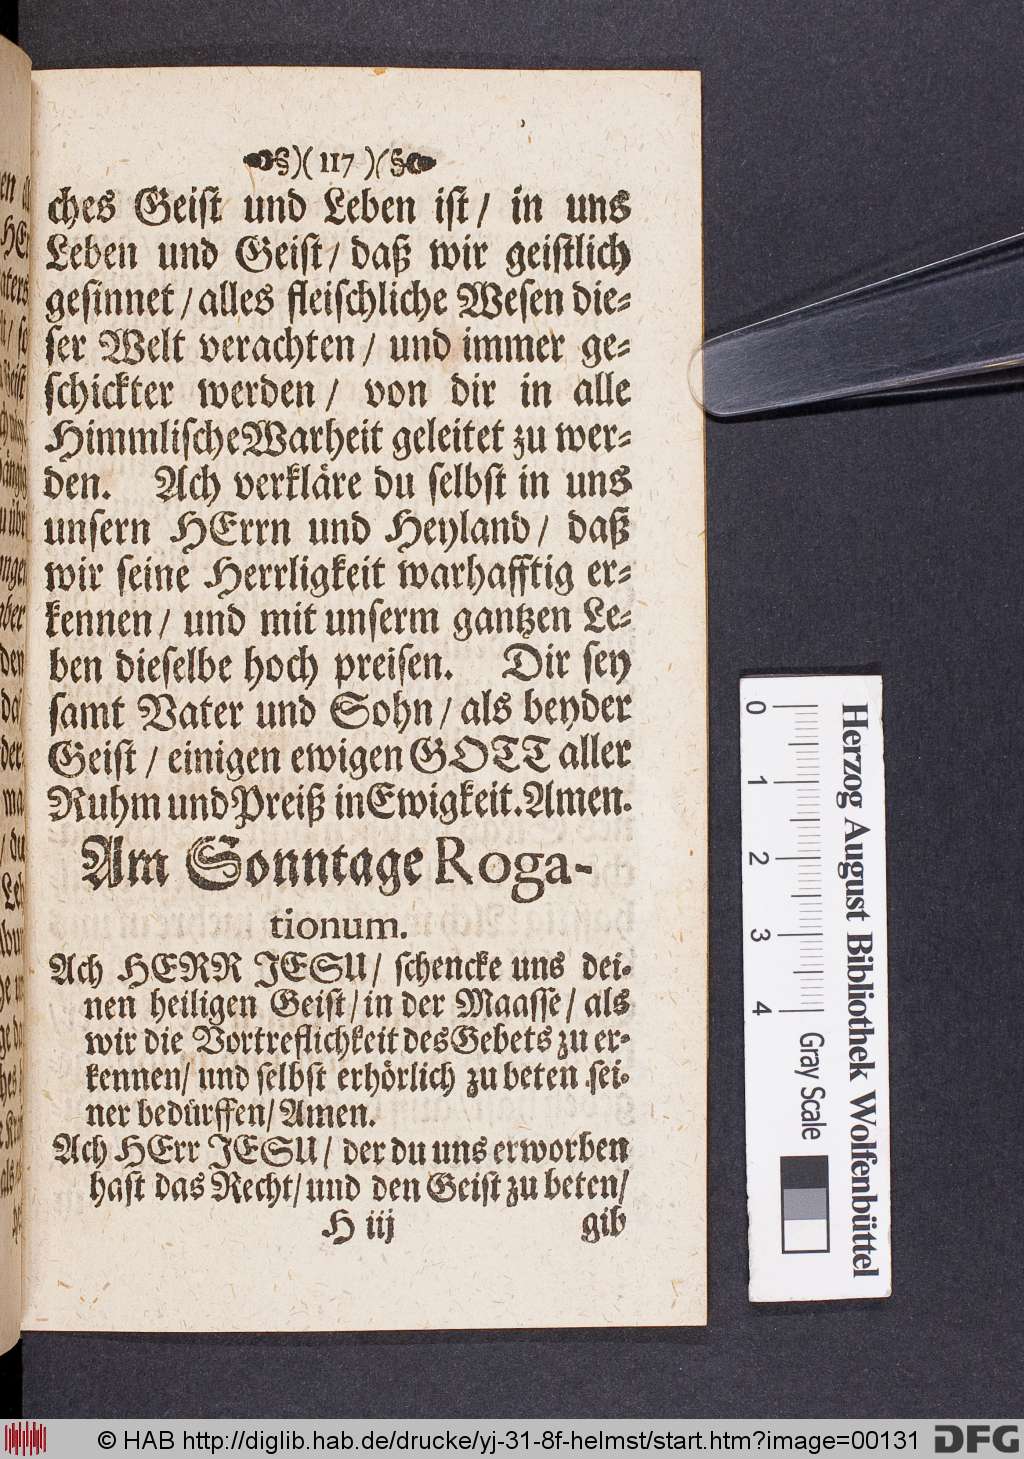 §)( 117 )(§
ches Geist und Leben ist / in uns
Leben und Geist / daß wir geistlich
gesinnet / alles fleischliche Wesen die-
ser Welt verachten / und immer ge-
schickter werden / von dir in alle
Himmlische Warheit geleitet zu wer-
den. Ach verkläre du selbst in uns
unsern HErrn und Heyland / daß
wir seine Herrligkeit warhafftig er-
kennen / und mit unserm gantzen Le-
ben dieselbe hoch preisen. Dir sey
samt Vater und Sohn / als beyder
Geist / einigen ewigen GOTT aller
Ruhm und Preiß in Ewigkeit. Amen.
Am Sonntage Roga-
tionum.
Ach HERR JESU / schencke uns dei-
nen heiligen Geist / in der Maasse / als
wir die Vortreflichkeit des Gebets zu er-
kennen / und selbst erhörlich zu beten sei-
ner bedürffen / Amen.
Ach HErr JESU / der du uns erworben
hast das Recht / und den Geist zu beten /
H iij gib
Herzog August Bibliothek Wolfenbüttel
0 1 2 3 4 Gray Scale
© HAB http://diglib.hab.de/drucke/yj-31-8f-helmst/start.htm?image=00131
DFG